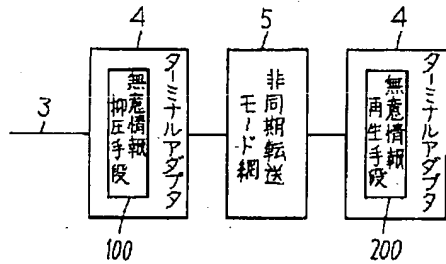 4
5
4
3
ターミナルアダプタ
無意情報
抑圧手段
非同期転送
モード網
ターミナルアダプタ
無意情報
再生手段
100
200